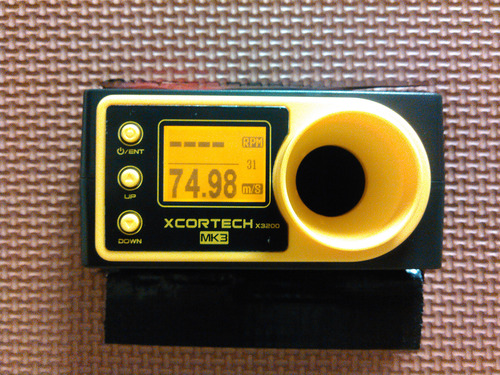 ---- RPM
31
74.98 m/s
⏻/ENT
UP
DOWN
XCORTECH X3200
MK3